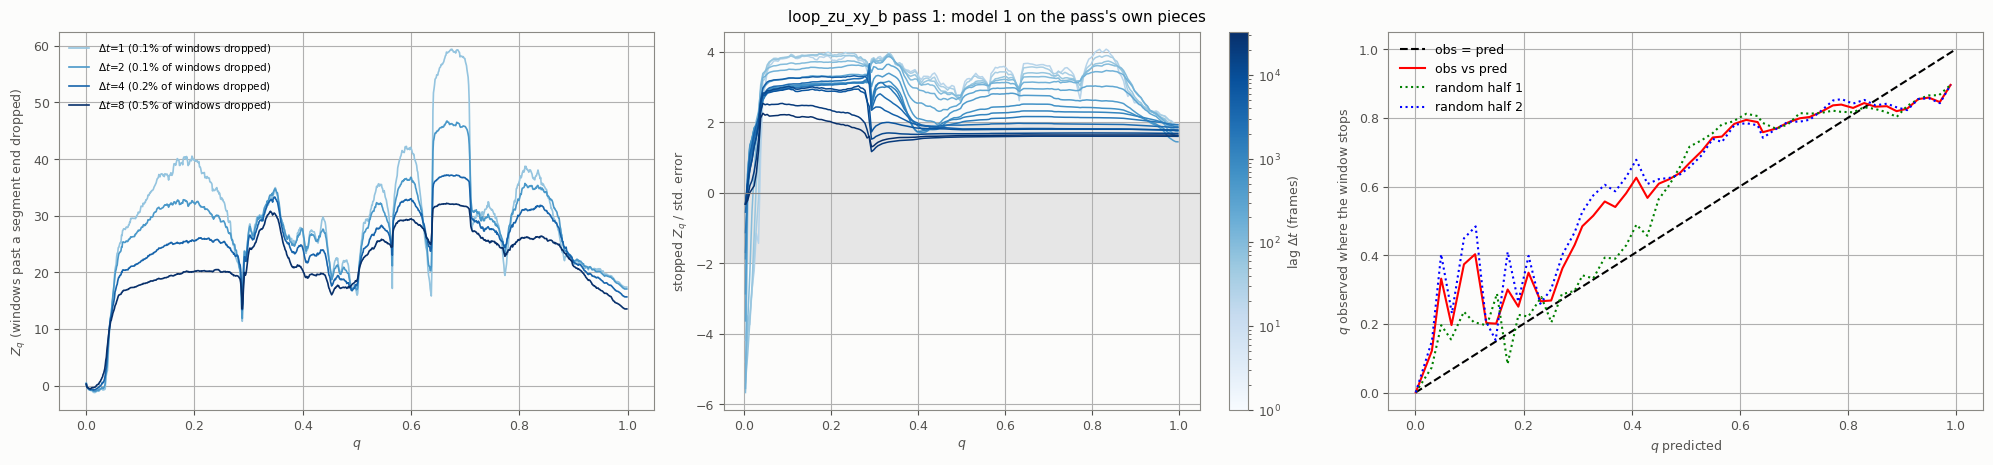 loop_zu_xy_b pass 1: model 1 on the pass's own pieces
Z_q (windows past a segment end dropped)
60
50
40
30
20
10
0
Δt=1 (0.1% of windows dropped)
Δt=2 (0.1% of windows dropped)
Δt=4 (0.2% of windows dropped)
Δt=8 (0.5% of windows dropped)
0.0 0.2 0.4 0.6 0.8 1.0
q
stopped Z_q / std. error
4
2
0
−2
−4
−6
0.0 0.2 0.4 0.6 0.8 1.0
q
10^4
10^3
10^2
10^1
10^0
lag Δt (frames)
q observed where the window stops
1.0
0.8
0.6
0.4
0.2
0.0
obs = pred
obs vs pred
random half 1
random half 2
0.0 0.2 0.4 0.6 0.8 1.0
q predicted